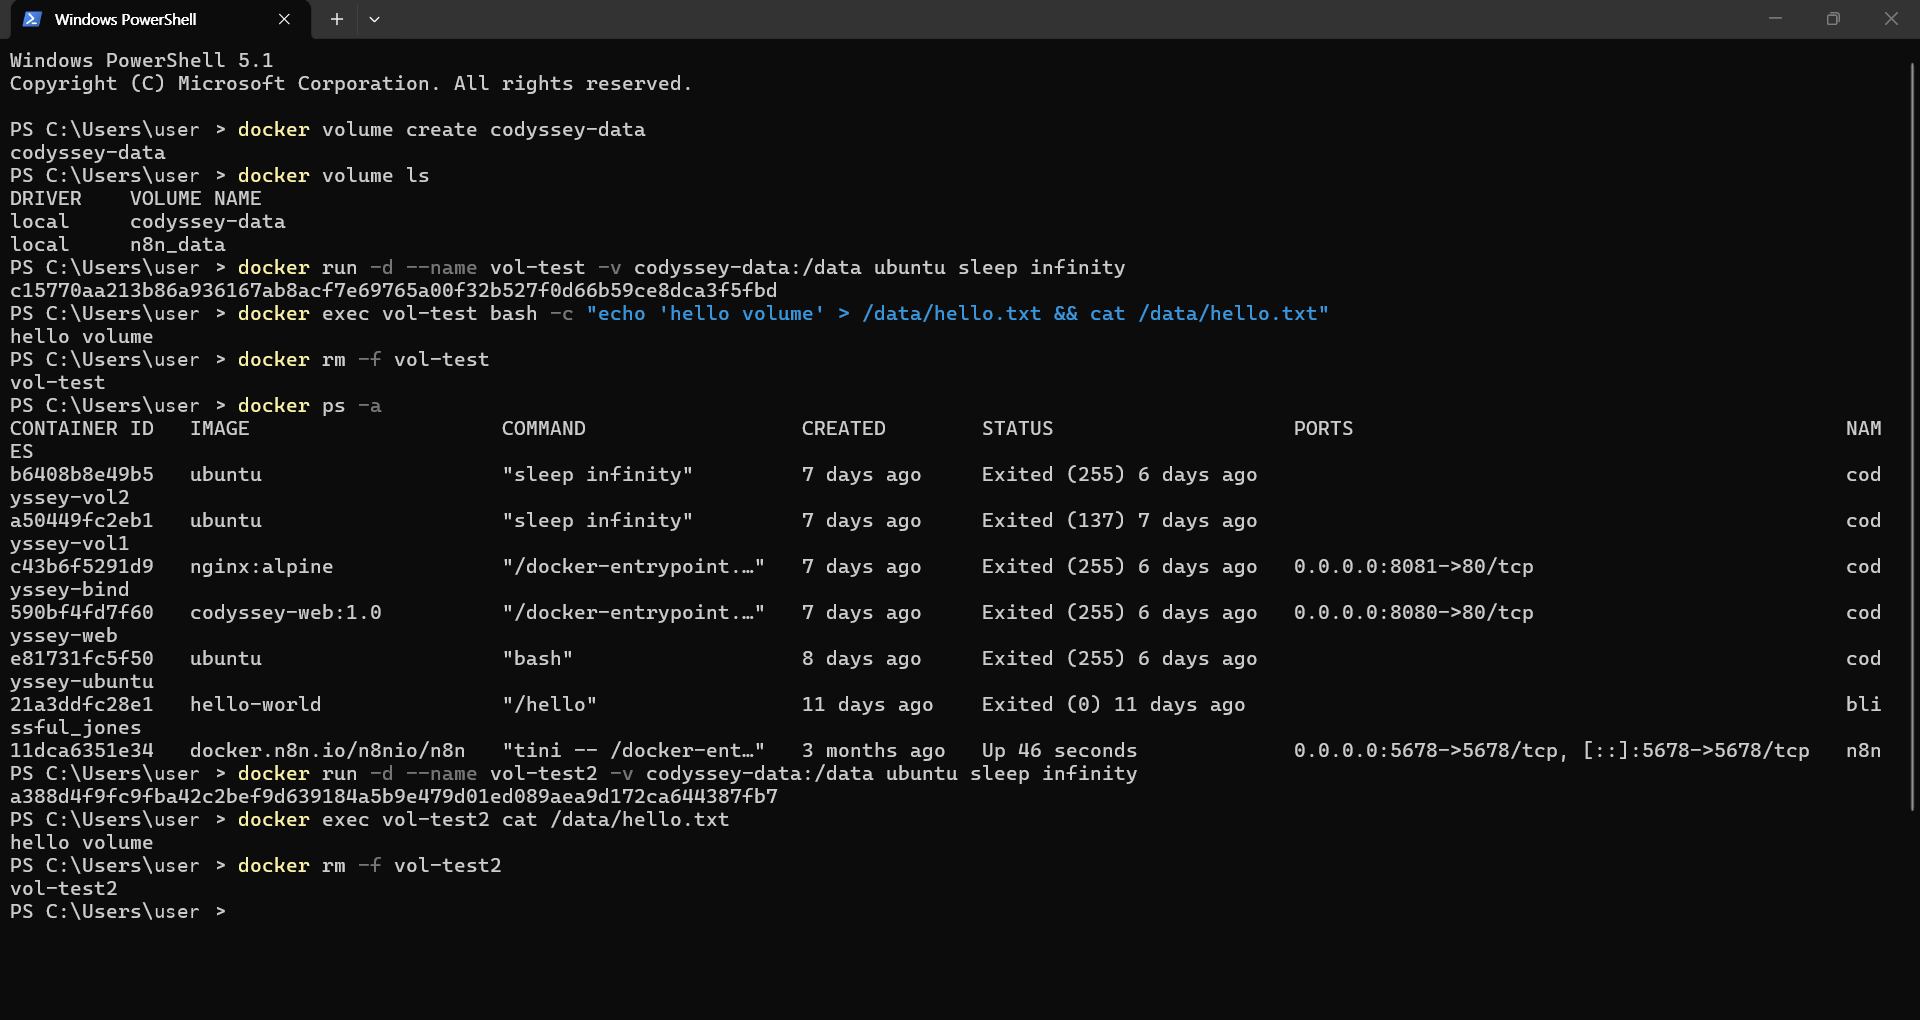 Windows PowerShell
Windows PowerShell 5.1
Copyright (C) Microsoft Corporation. All rights reserved.
PS C:\Users\user > docker volume create codyssey-data
codyssey-data
PS C:\Users\user > docker volume ls
DRIVER    VOLUME NAME
local     codyssey-data
local     n8n_data
PS C:\Users\user > docker run -d --name vol-test -v codyssey-data:/data ubuntu sleep infinity
c15770aa213b86a936167ab8acf7e69765a00f32b527f0d66b59ce8dca3f5fbd
PS C:\Users\user > docker exec vol-test bash -c "echo 'hello volume' > /data/hello.txt && cat /data/hello.txt"
hello volume
PS C:\Users\user > docker rm -f vol-test
vol-test
PS C:\Users\user > docker ps -a
CONTAINER ID   IMAGE                     COMMAND                  CREATED        STATUS                    PORTS                                         NAM
ES
b6408b8e49b5   ubuntu                    "sleep infinity"         7 days ago     Exited (255) 6 days ago                                                 cod
yssey-vol2
a50449fc2eb1   ubuntu                    "sleep infinity"         7 days ago     Exited (137) 7 days ago                                                 cod
yssey-vol1
c43b6f5291d9   nginx:alpine              "/docker-entrypoint.…"   7 days ago     Exited (255) 6 days ago   0.0.0.0:8081->80/tcp                          cod
yssey-bind
590bf4fd7f60   codyssey-web:1.0          "/docker-entrypoint.…"   7 days ago     Exited (255) 6 days ago   0.0.0.0:8080->80/tcp                          cod
yssey-web
e81731fc5f50   ubuntu                    "bash"                   8 days ago     Exited (255) 6 days ago                                                 cod
yssey-ubuntu
21a3ddfc28e1   hello-world               "/hello"                 11 days ago    Exited (0) 11 days ago                                                  bli
ssful_jones
11dca6351e34   docker.n8n.io/n8nio/n8n   "tini -- /docker-ent…"   3 months ago   Up 46 seconds             0.0.0.0:5678->5678/tcp, [::]:5678->5678/tcp   n8n
PS C:\Users\user > docker run -d --name vol-test2 -v codyssey-data:/data ubuntu sleep infinity
a388d4f9fc9fba42c2bef9d639184a5b9e479d01ed089aea9d172ca644387fb7
PS C:\Users\user > docker exec vol-test2 cat /data/hello.txt
hello volume
PS C:\Users\user > docker rm -f vol-test2
vol-test2
PS C:\Users\user >